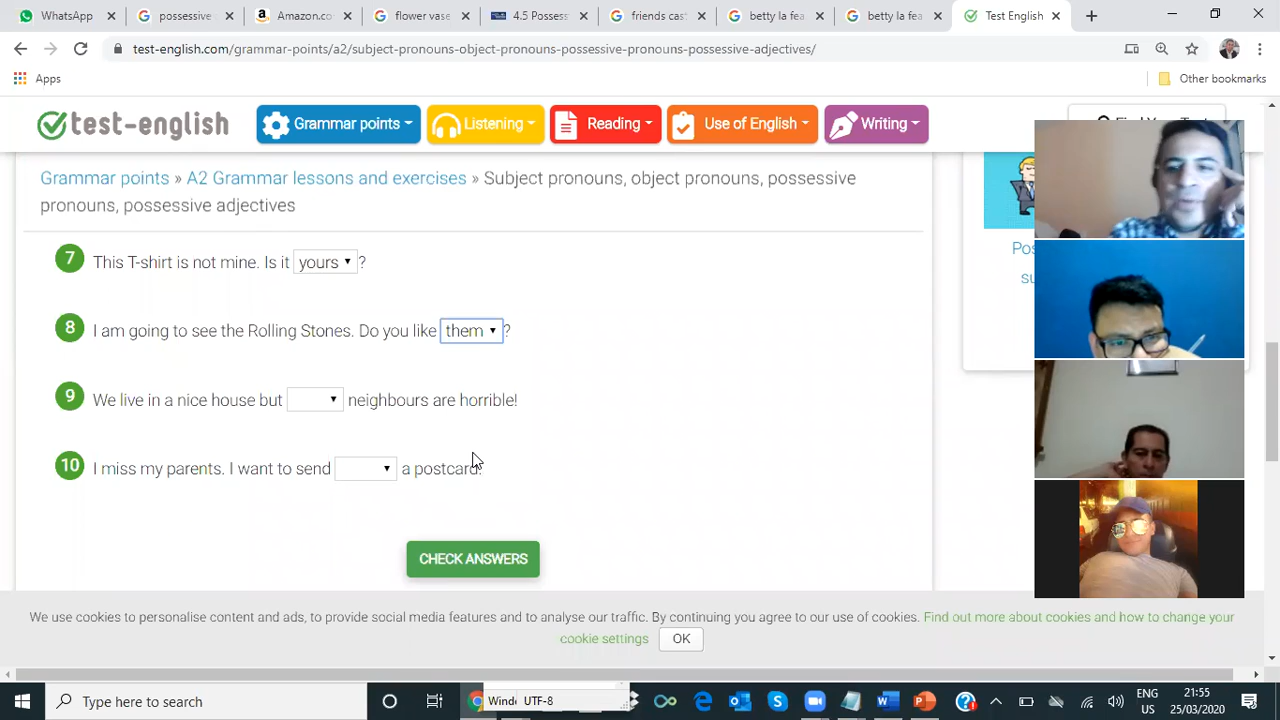 WhatsApp
possessive
Amazon.co
flower vase
4.5 Possess
friends cas
betty la fea
betty la fea
Test English
test-english.com/grammar-points/a2/subject-pronouns-object-pronouns-possessive-pronouns-possessive-adjectives/
Apps
Other bookmarks
test-english
Grammar points
Listening
Reading
Use of English
Writing
Grammar points » A2 Grammar lessons and exercises » Subject pronouns, object pronouns, possessive
pronouns, possessive adjectives
7 This T-shirt is not mine. Is it yours ?
8 I am going to see the Rolling Stones. Do you like them ?
9 We live in a nice house but neighbours are horrible!
10 I miss my parents. I want to send a postcard.
CHECK ANSWERS
Pos
su
We use cookies to personalise content and ads, to provide social media features and to analyse our traffic. By continuing you agree to our use of cookies. Find out more about cookies and how to change your
cookie settings OK
Type here to search
Windo UTF-8
ENG
US
21:55
25/03/2020